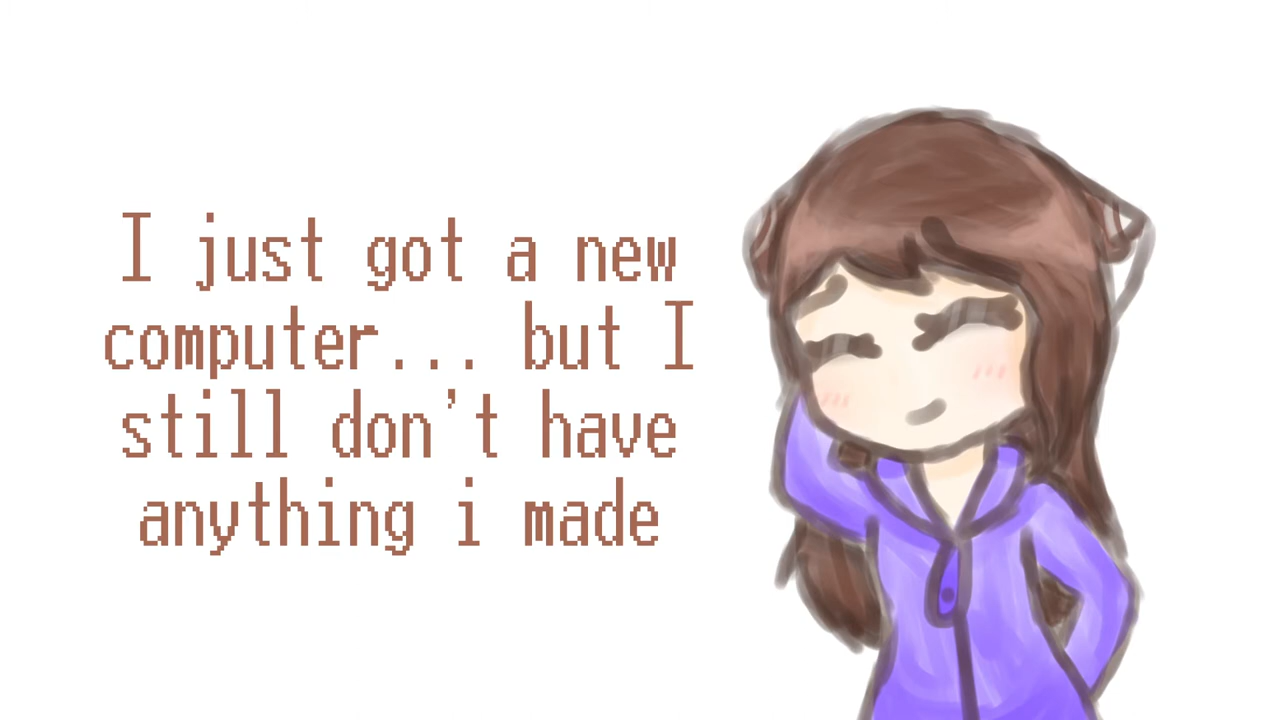 I just got a new
computer... but I
still don't have
anything i made